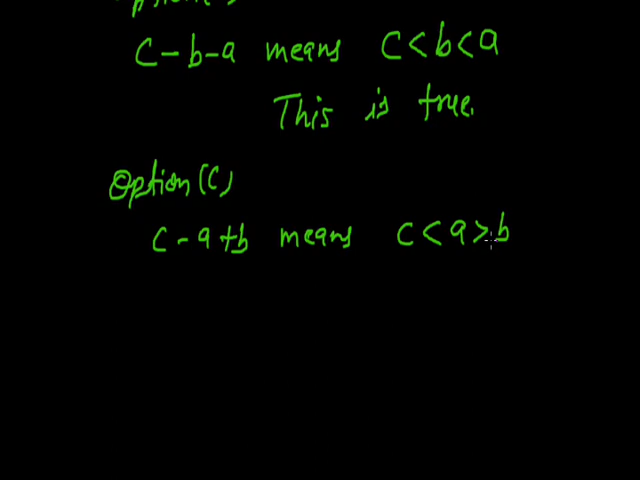 c - b - a means c < b < a
This is true.
Option (c)
c - a + b means c < a > b